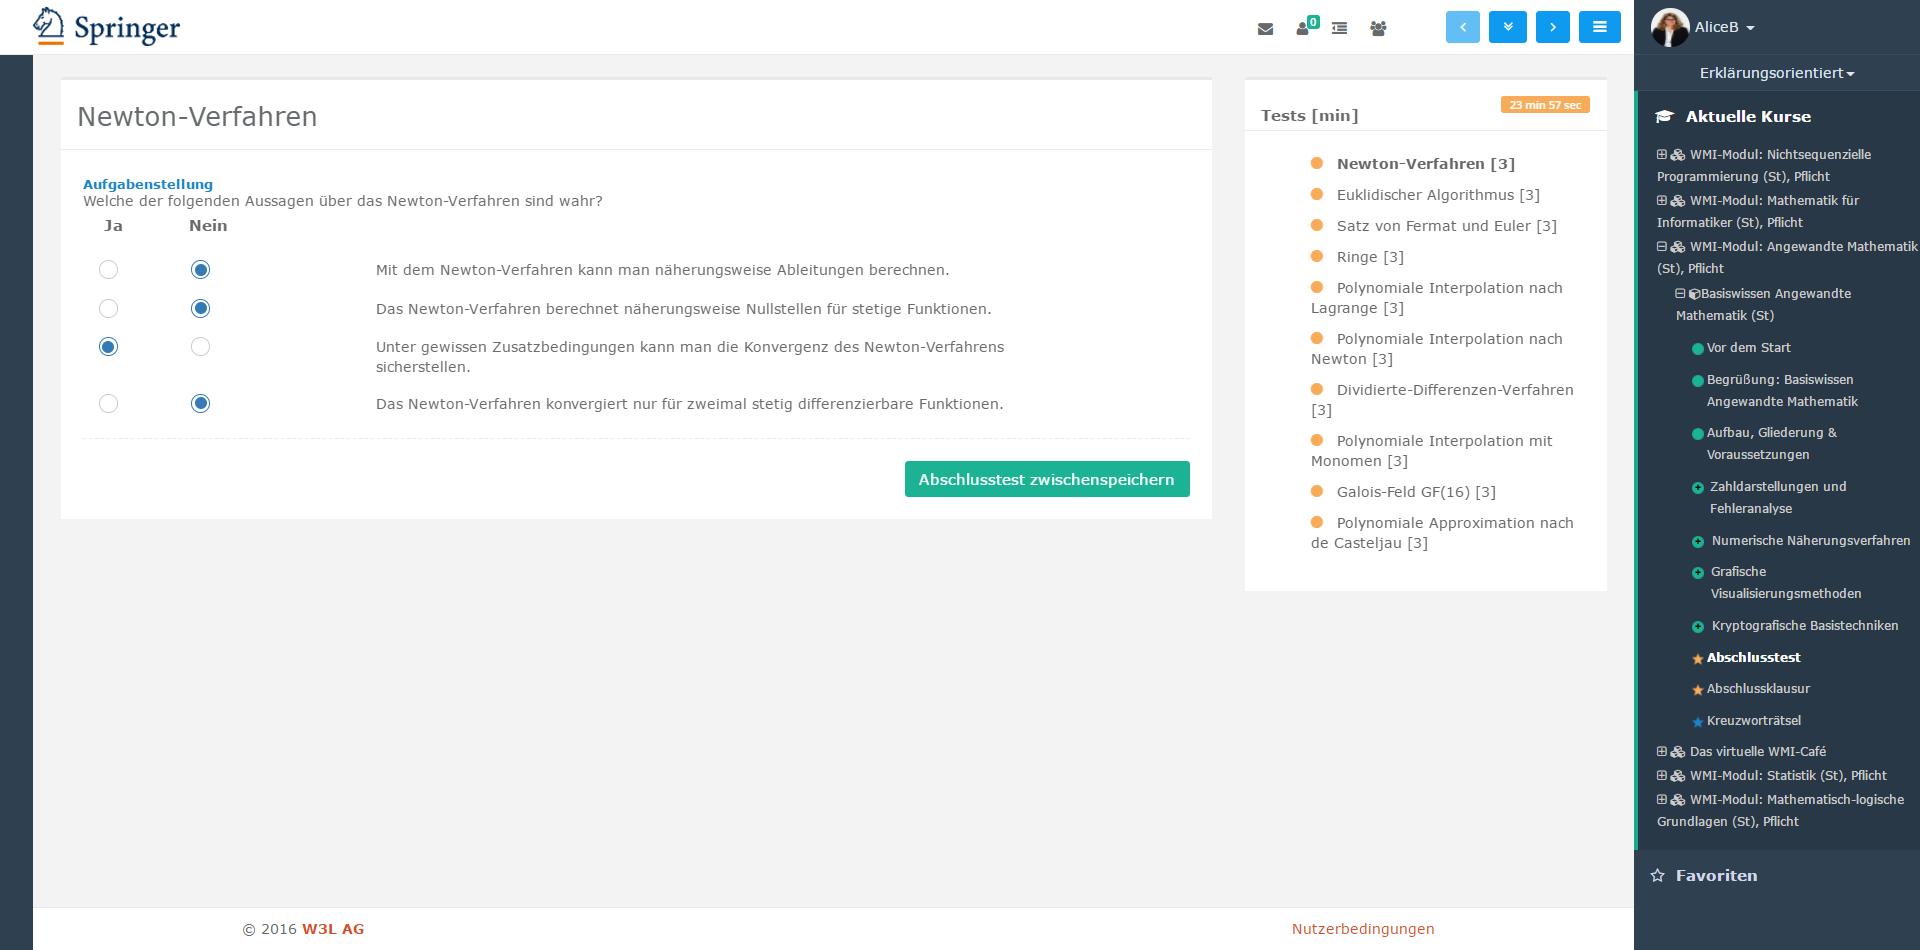 Springer
0
AliceB
Erklärungsorientiert
Newton-Verfahren
Aufgabenstellung
Welche der folgenden Aussagen über das Newton-Verfahren sind wahr?
Ja Nein
Mit dem Newton-Verfahren kann man näherungsweise Ableitungen berechnen.
Das Newton-Verfahren berechnet näherungsweise Nullstellen für stetige Funktionen.
Unter gewissen Zusatzbedingungen kann man die Konvergenz des Newton-Verfahrens
sicherstellen.
Das Newton-Verfahren konvergiert nur für zweimal stetig differenzierbare Funktionen.
Abschlusstest zwischenspeichern
23 min 57 sec
Tests [min]
Newton-Verfahren [3]
Euklidischer Algorithmus [3]
Satz von Fermat und Euler [3]
Ringe [3]
Polynomiale Interpolation nach
Lagrange [3]
Polynomiale Interpolation nach
Newton [3]
Dividierte-Differenzen-Verfahren
[3]
Polynomiale Interpolation mit
Monomen [3]
Galois-Feld GF(16) [3]
Polynomiale Approximation nach
de Casteljau [3]
Aktuelle Kurse
WMI-Modul: Nichtsequenzielle
Programmierung (St), Pflicht
WMI-Modul: Mathematik für
Informatiker (St), Pflicht
WMI-Modul: Angewandte Mathematik
(St), Pflicht
Basiswissen Angewandte
Mathematik (St)
Vor dem Start
Begrüßung: Basiswissen
Angewandte Mathematik
Aufbau, Gliederung &
Voraussetzungen
Zahldarstellungen und
Fehleranalyse
Numerische Näherungsverfahren
Grafische
Visualisierungsmethoden
Kryptografische Basistechniken
Abschlusstest
Abschlussklausur
Kreuzworträtsel
Das virtuelle WMI-Café
WMI-Modul: Statistik (St), Pflicht
WMI-Modul: Mathematisch-logische
Grundlagen (St), Pflicht
Favoriten
© 2016 W3L AG
Nutzerbedingungen